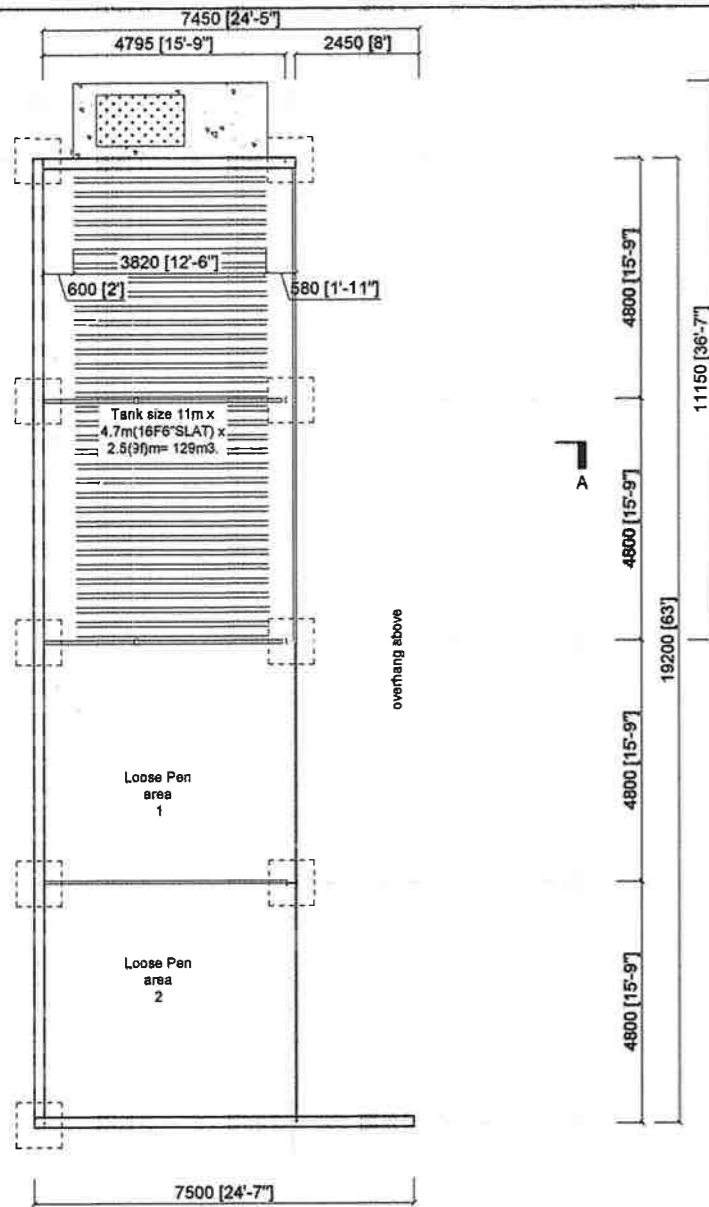 7450 [24'-5"]
4795 [15'-9"]
2450 [8']
3820 [12'-6"]
600 [2']
580 [1'-11"]
4800 [15'-9"]
11150 [36'-7"]
Tank size 11m x
4.7m(16F6"SLAT) x
2.5(9f)m= 129m3.
A
4800 [15'-9"]
19200 [63']
overhang above
4800 [15'-9"]
Loose Pen
area
1
Loose Pen
area
2
4800 [15'-9"]
7500 [24'-7"]